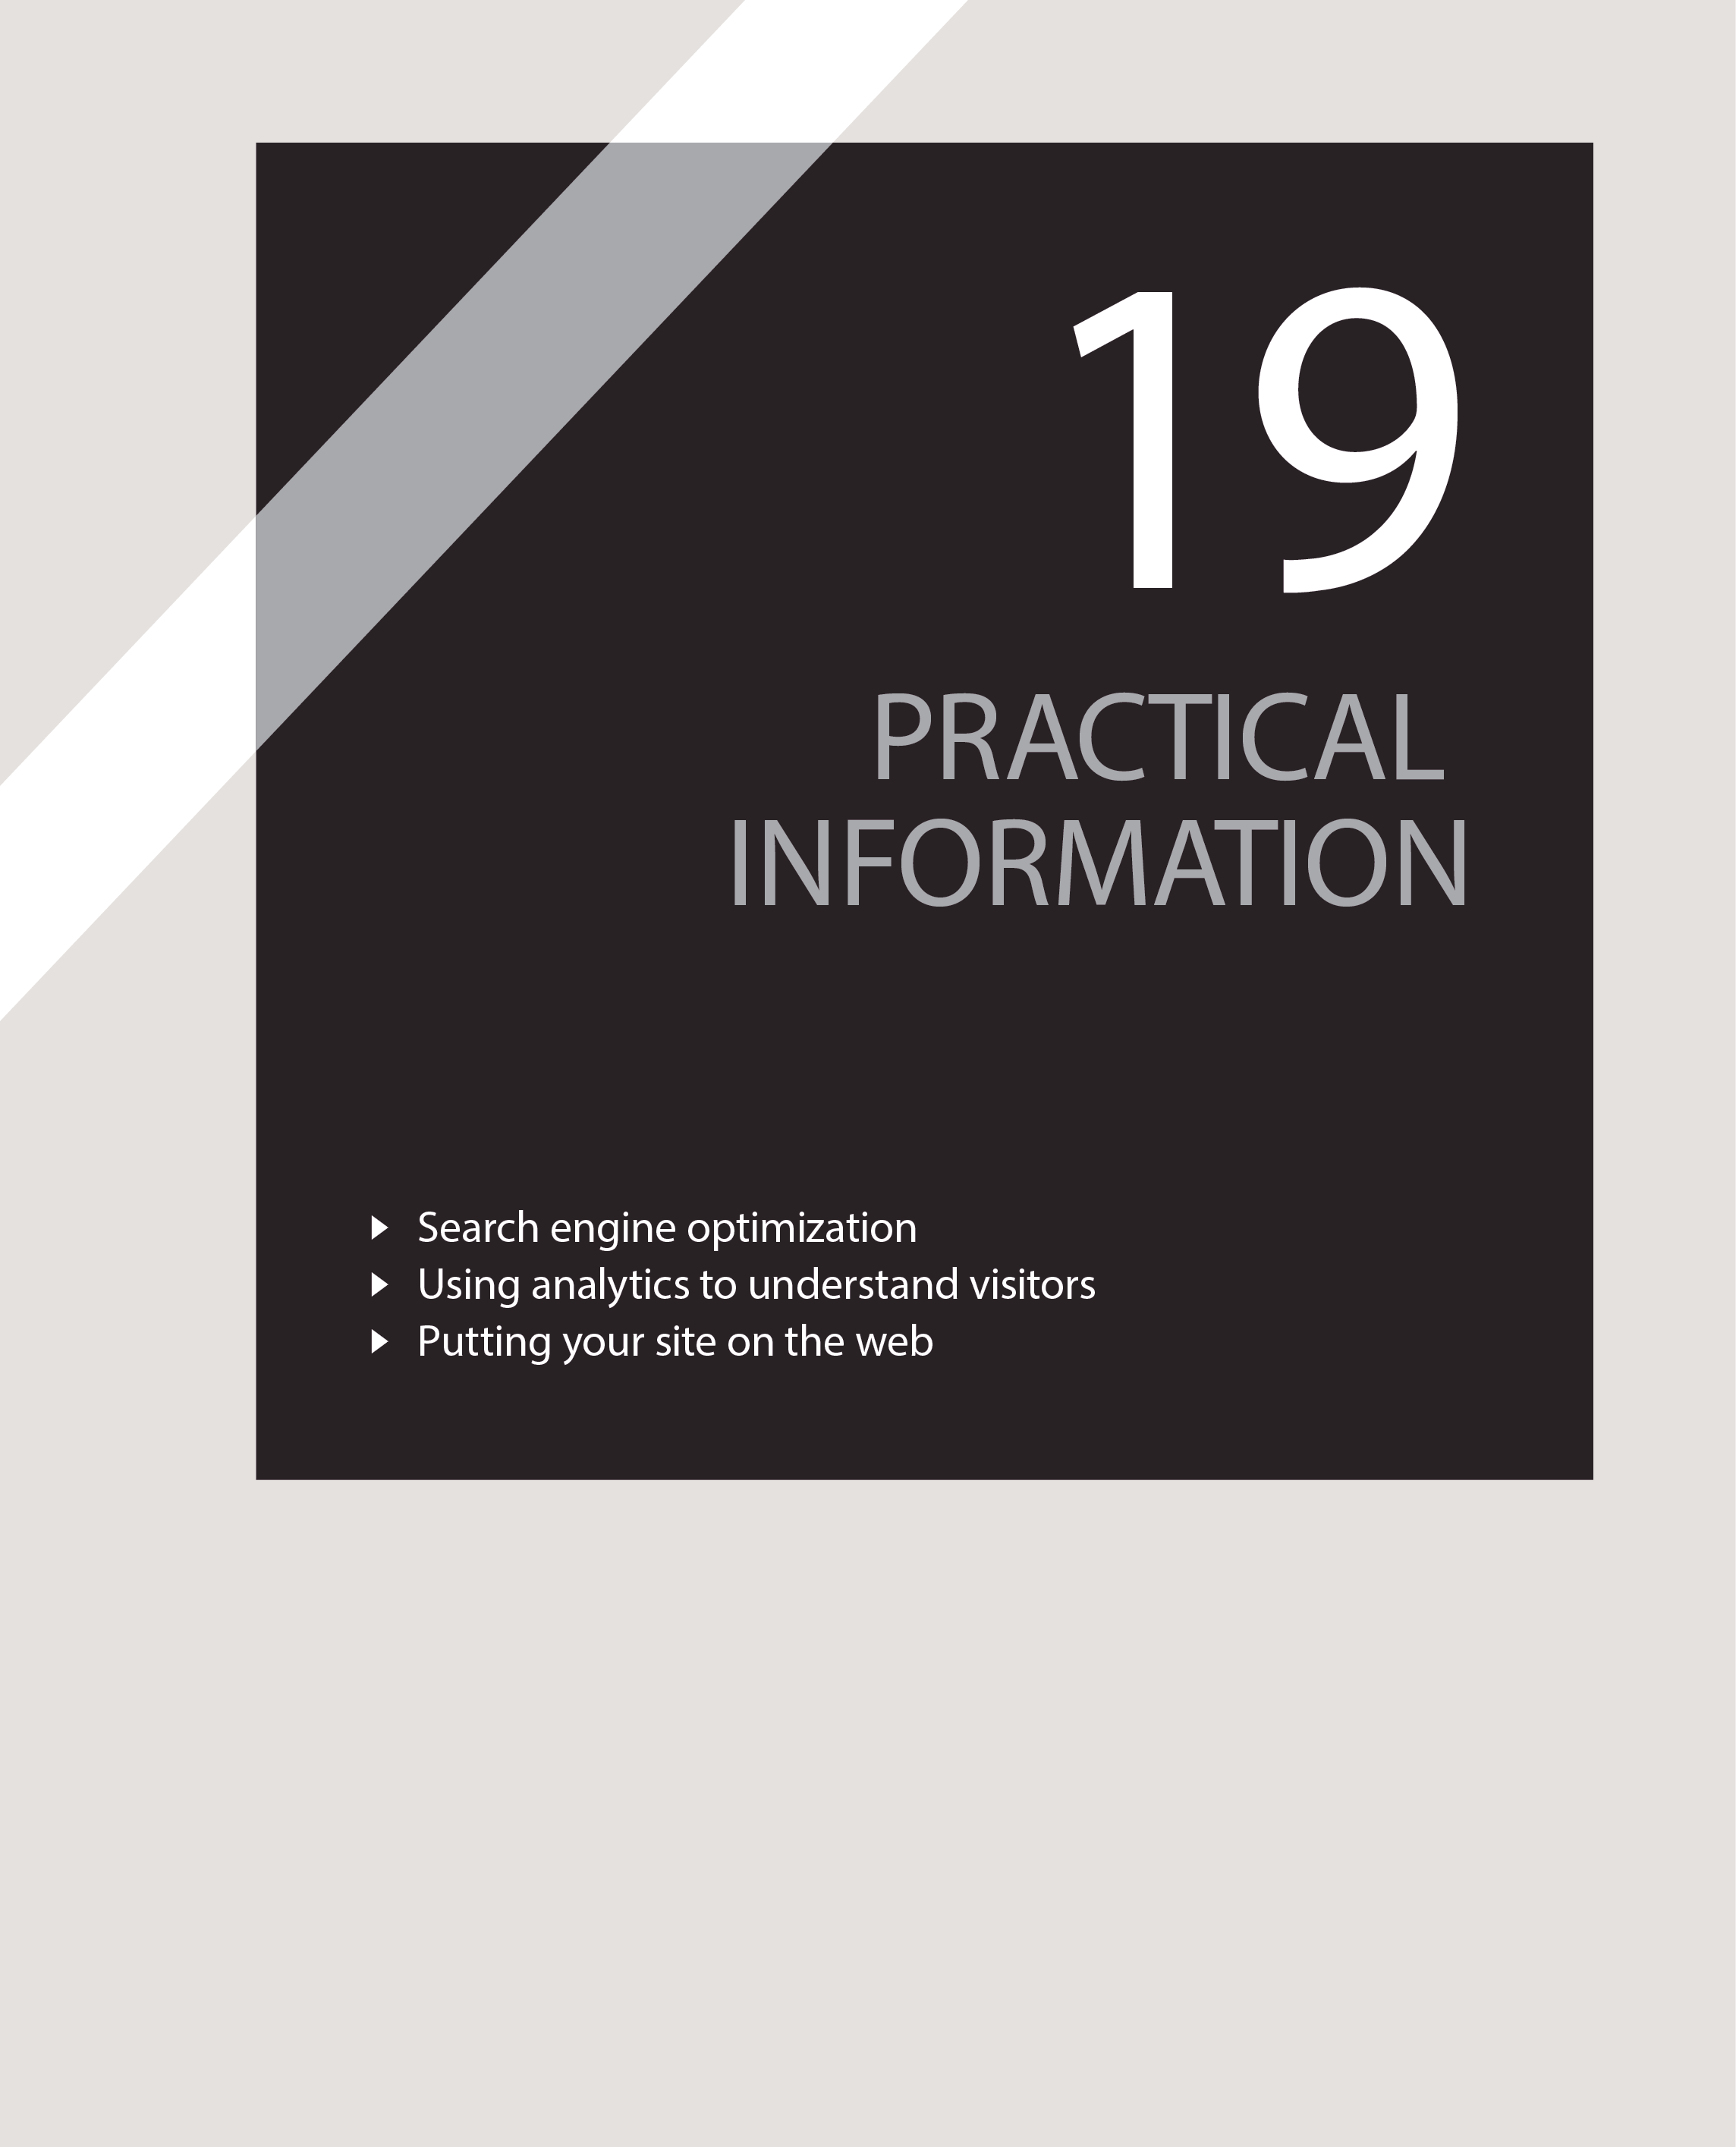 19
PRACTICAL
INFORMATION
Search engine optimization
Using analytics to understand visitors
Putting your site on the web